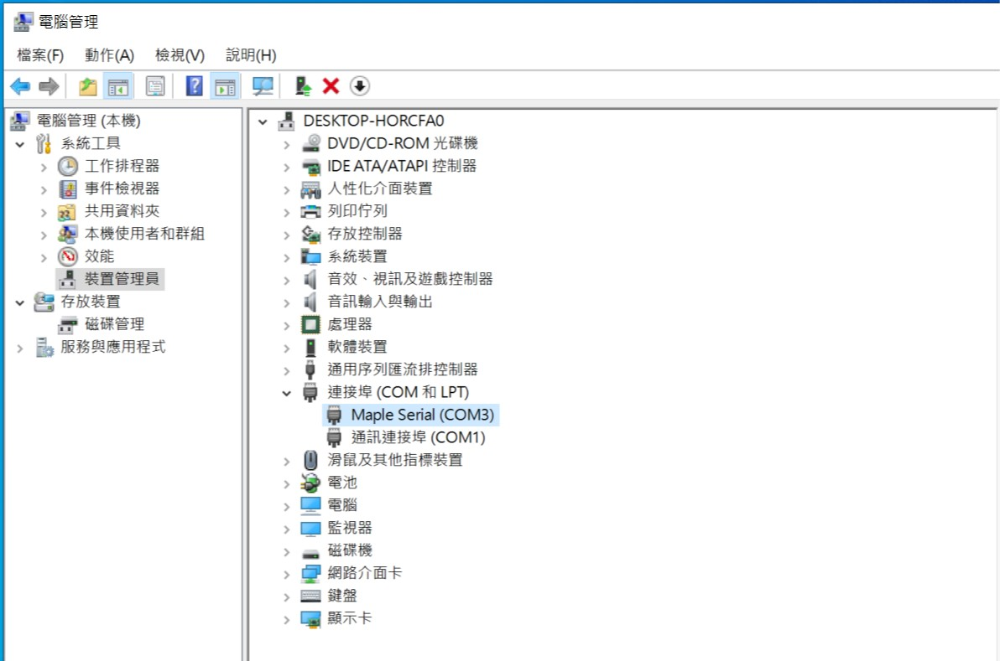 電腦管理
檔案(F) 動作(A) 檢視(V) 說明(H)
電腦管理 (本機)
系統工具
工作排程器
事件檢視器
共用資料夾
本機使用者和群組
效能
裝置管理員
存放裝置
磁碟管理
服務與應用程式
DESKTOP-HORCFA0
DVD/CD-ROM 光碟機
IDE ATA/ATAPI 控制器
人性化介面裝置
列印佇列
存放控制器
系統裝置
音效、視訊及遊戲控制器
音訊輸入與輸出
處理器
軟體裝置
通用序列匯流排控制器
連接埠 (COM 和 LPT)
Maple Serial (COM3)
通訊連接埠 (COM1)
滑鼠及其他指標裝置
電池
電腦
監視器
磁碟機
網路介面卡
鍵盤
顯示卡